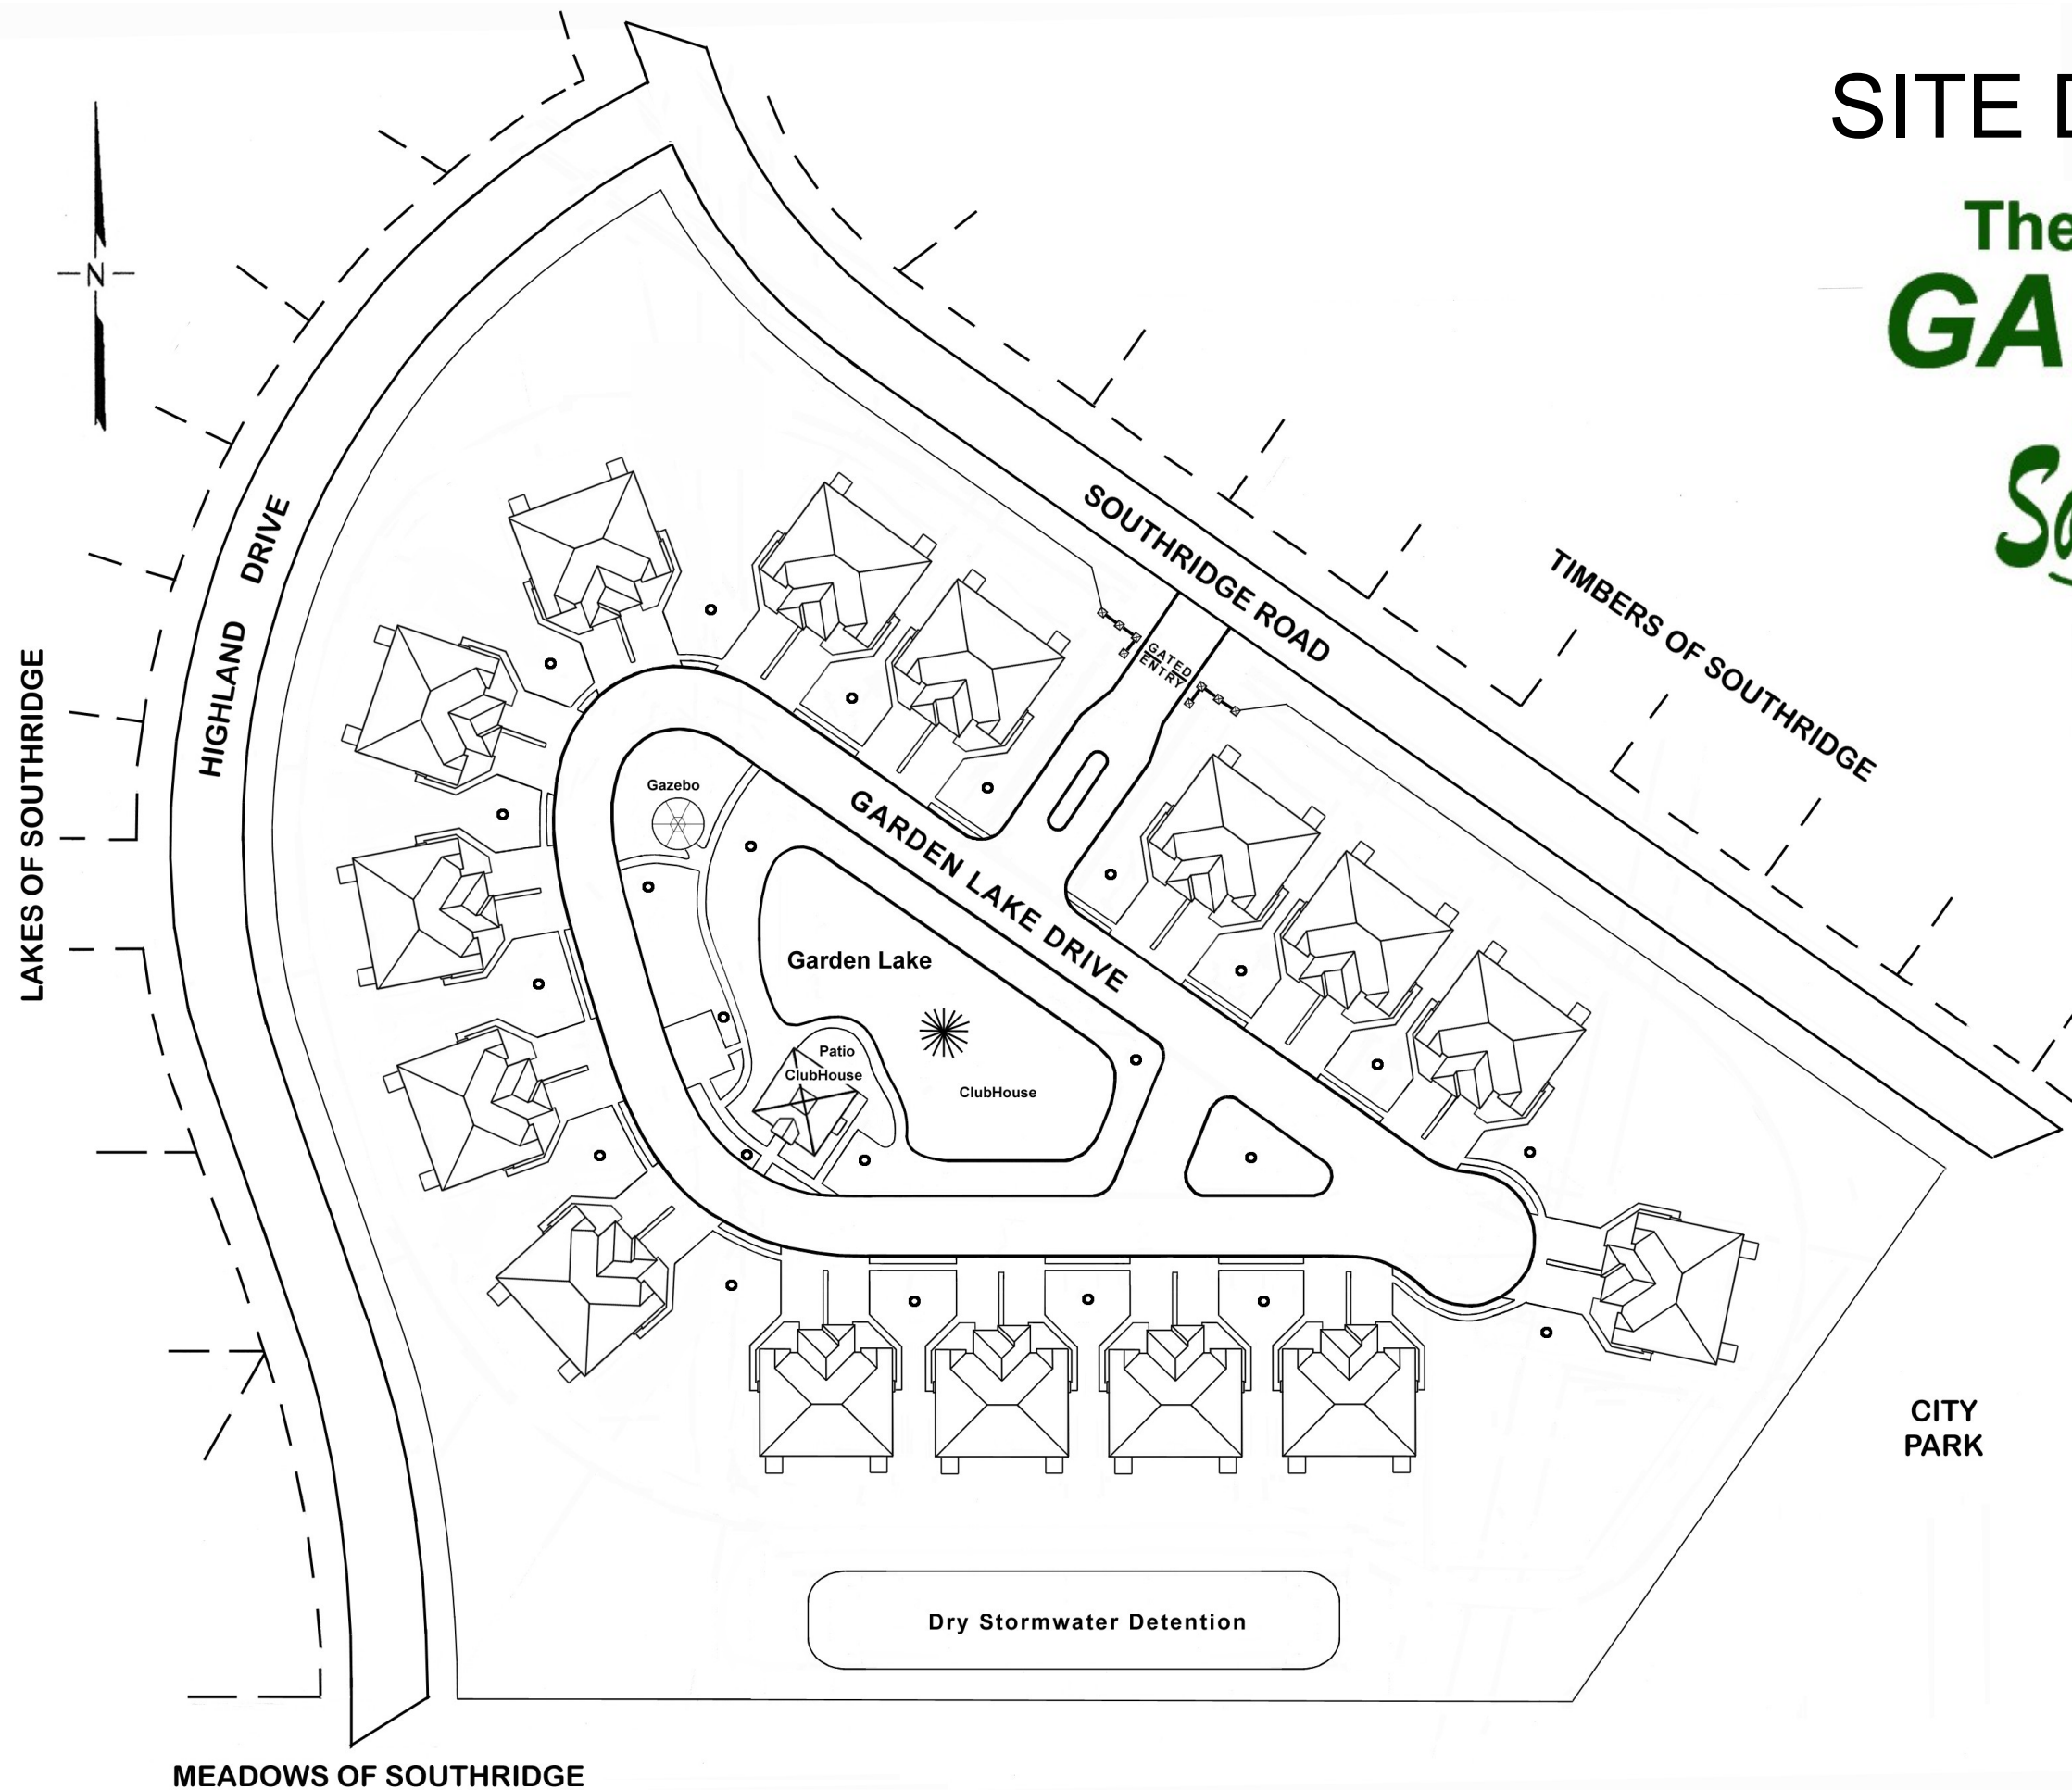 SITE D
The
GA
So
N
HIGHLAND DRIVE
SOUTHRIDGE ROAD
TIMBERS OF SOUTHRIDGE
LAKES OF SOUTHRIDGE
GATED
ENTRY
Gazebo
GARDEN LAKE DRIVE
Garden Lake
Patio
ClubHouse
ClubHouse
CITY
PARK
Dry Stormwater Detention
MEADOWS OF SOUTHRIDGE